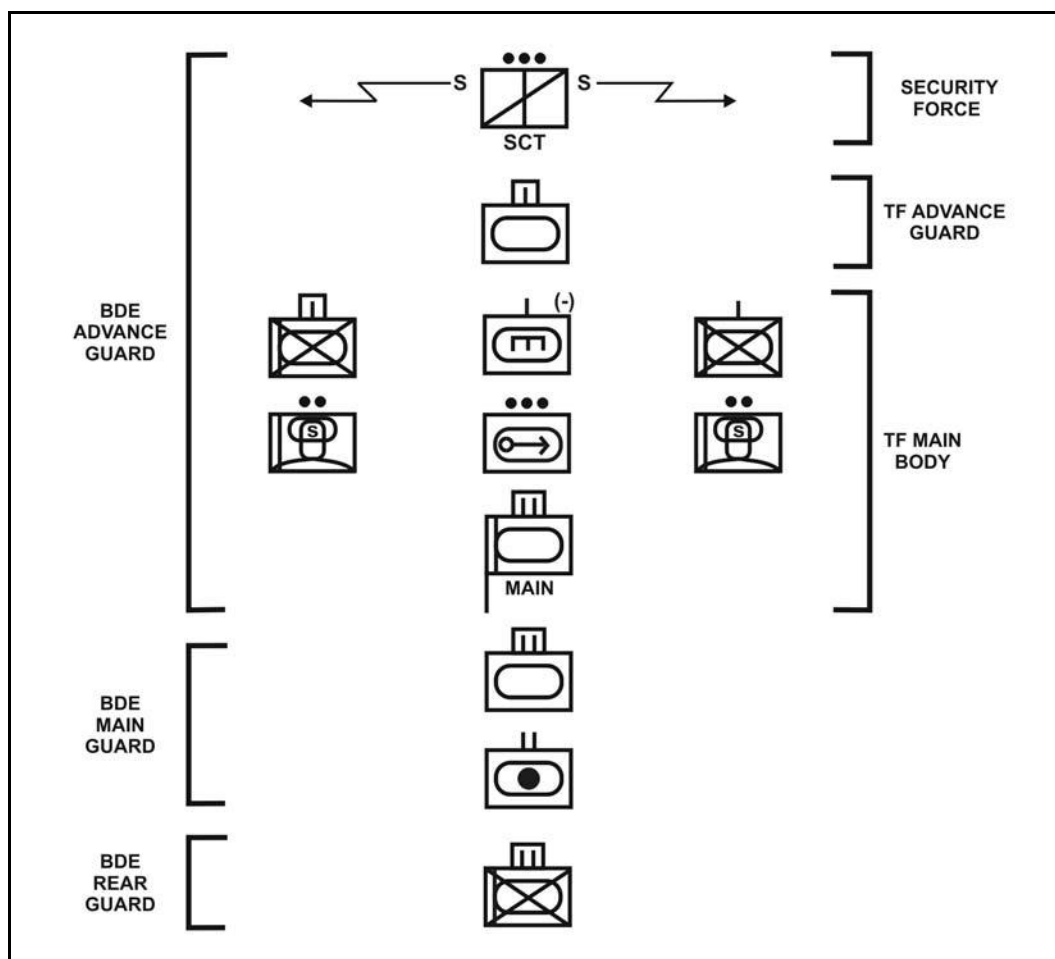 S
S
SCT
SECURITY
FORCE
TF ADVANCE
GUARD
BDE
ADVANCE
GUARD
(-)
S
S
TF MAIN
BODY
MAIN
BDE
MAIN
GUARD
BDE
REAR
GUARD